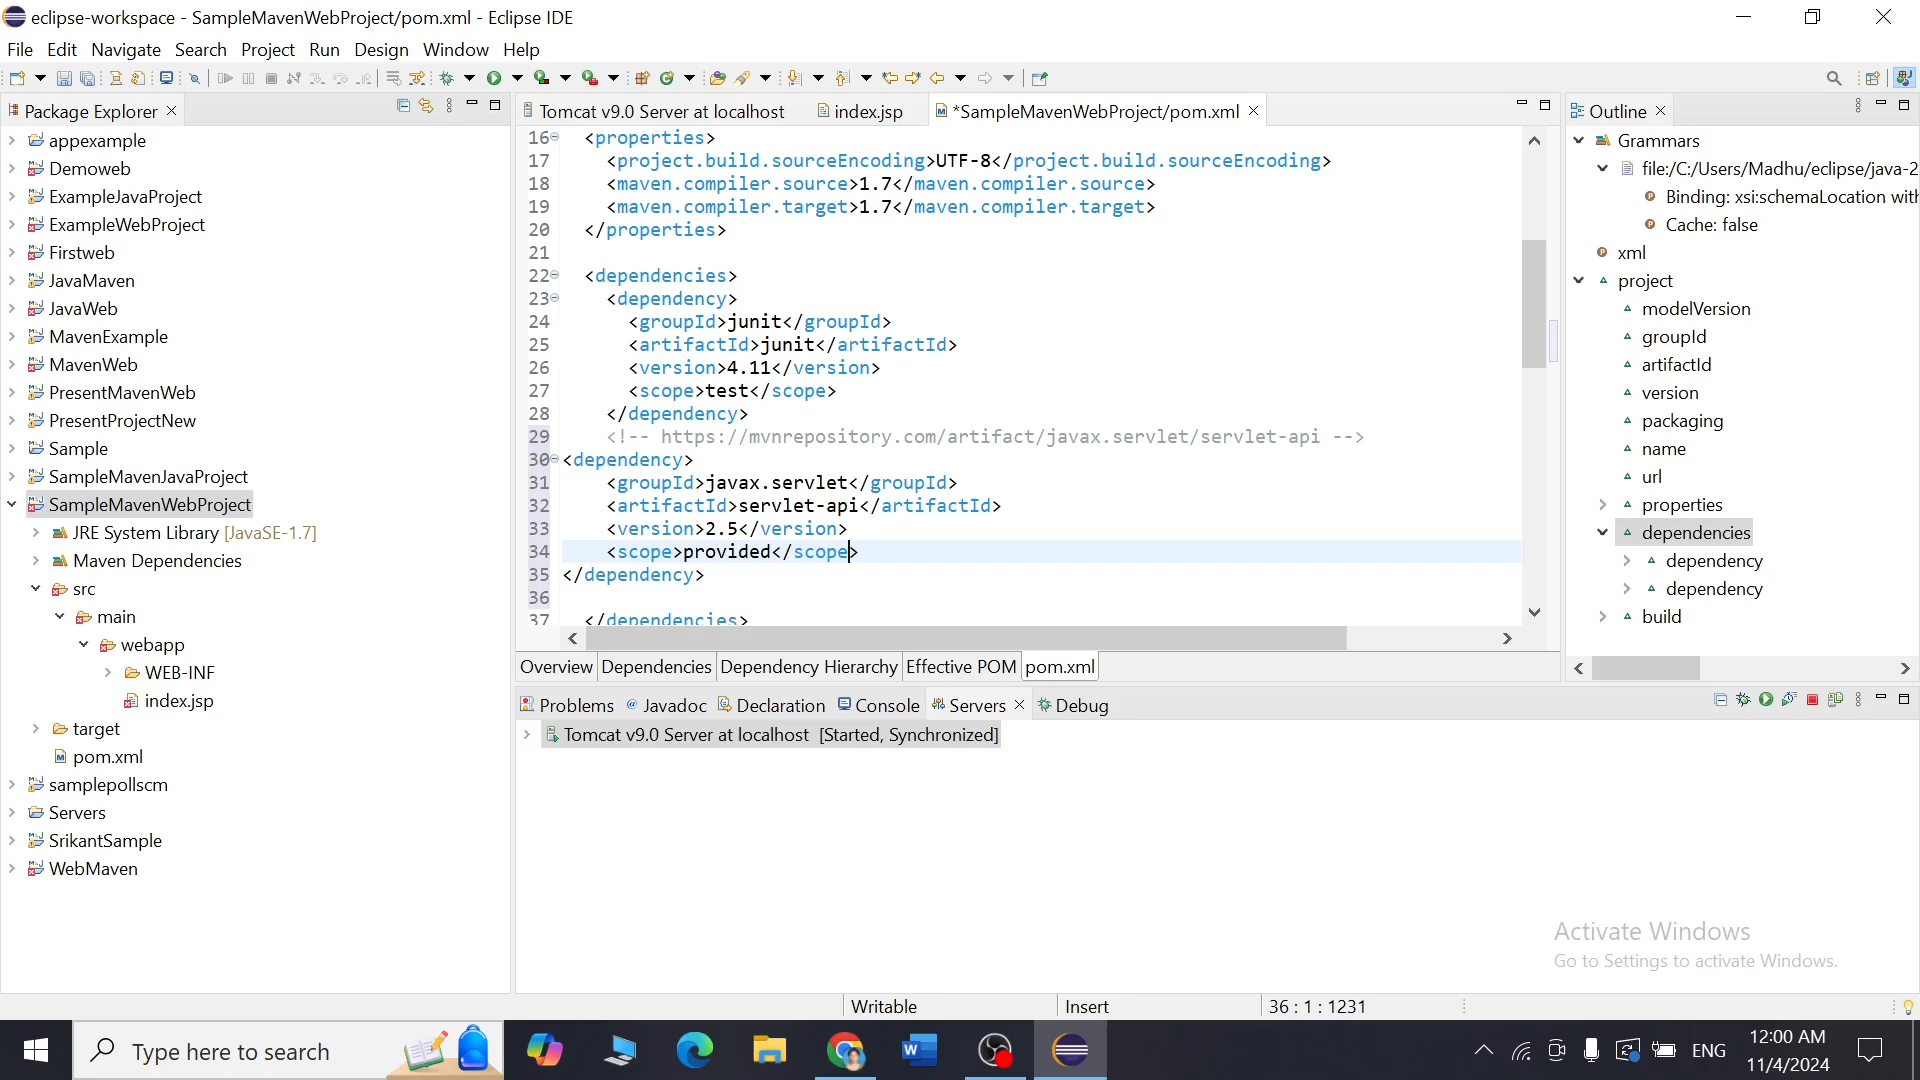 eclipse-workspace - SampleMavenWebProject/pom.xml - Eclipse IDE
File Edit Navigate Search Project Run Design Window Help
Package Explorer
appexample
Demoweb
ExampleJavaProject
ExampleWebProject
Firstweb
JavaMaven
JavaWeb
MavenExample
MavenWeb
PresentMavenWeb
PresentProjectNew
Sample
SampleMavenJavaProject
SampleMavenWebProject
JRE System Library [JavaSE-1.7]
Maven Dependencies
src
main
webapp
WEB-INF
index.jsp
target
pom.xml
samplepollscm
Servers
SrikantSample
WebMaven
Tomcat v9.0 Server at localhost index.jsp *SampleMavenWebProject/pom.xml
16 <properties>
17 <project.build.sourceEncoding>UTF-8</project.build.sourceEncoding>
18 <maven.compiler.source>1.7</maven.compiler.source>
19 <maven.compiler.target>1.7</maven.compiler.target>
20 </properties>
21
22 <dependencies>
23 <dependency>
24 <groupId>junit</groupId>
25 <artifactId>junit</artifactId>
26 <version>4.11</version>
27 <scope>test</scope>
28 </dependency>
29 <!-- https://mvnrepository.com/artifact/javax.servlet/servlet-api -->
30 <dependency>
31 <groupId>javax.servlet</groupId>
32 <artifactId>servlet-api</artifactId>
33 <version>2.5</version>
34 <scope>provided</scope>
35 </dependency>
36
37 </dependencies>
Overview Dependencies Dependency Hierarchy Effective POM pom.xml
Outline
Grammars
file:/C:/Users/Madhu/eclipse/java-2
Binding: xsi:schemaLocation with
Cache: false
xml
project
modelVersion
groupId
artifactId
version
packaging
name
url
properties
dependencies
dependency
dependency
build
Problems @ Javadoc Declaration Console Servers Debug
Tomcat v9.0 Server at localhost [Started, Synchronized]
Activate Windows
Go to Settings to activate Windows.
Writable Insert 36 : 1 : 1231
Type here to search
ENG
12:00 AM
11/4/2024